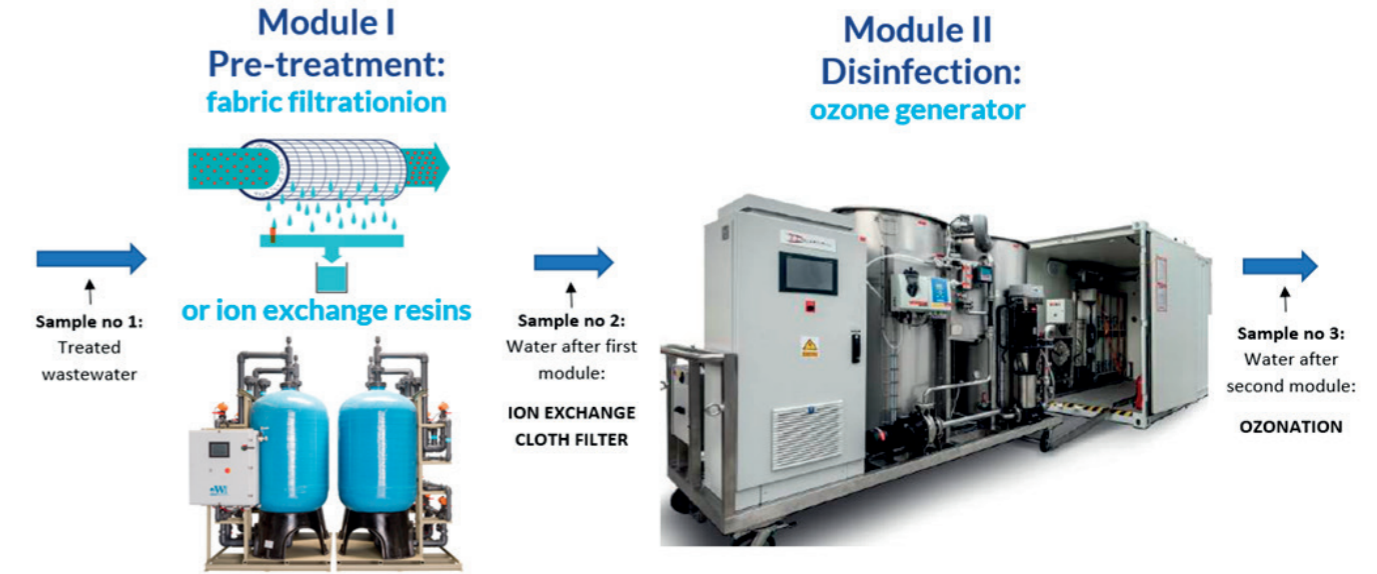 Module I
Pre-treatment:
fabric filtrationion
or ion exchange resins
Sample no 1:
Treated
wastewater
Sample no 2:
Water after first
module:
ION EXCHANGE
CLOTH FILTER
Module II
Disinfection:
ozone generator
Sample no 3:
Water after
second module:
OZONATION